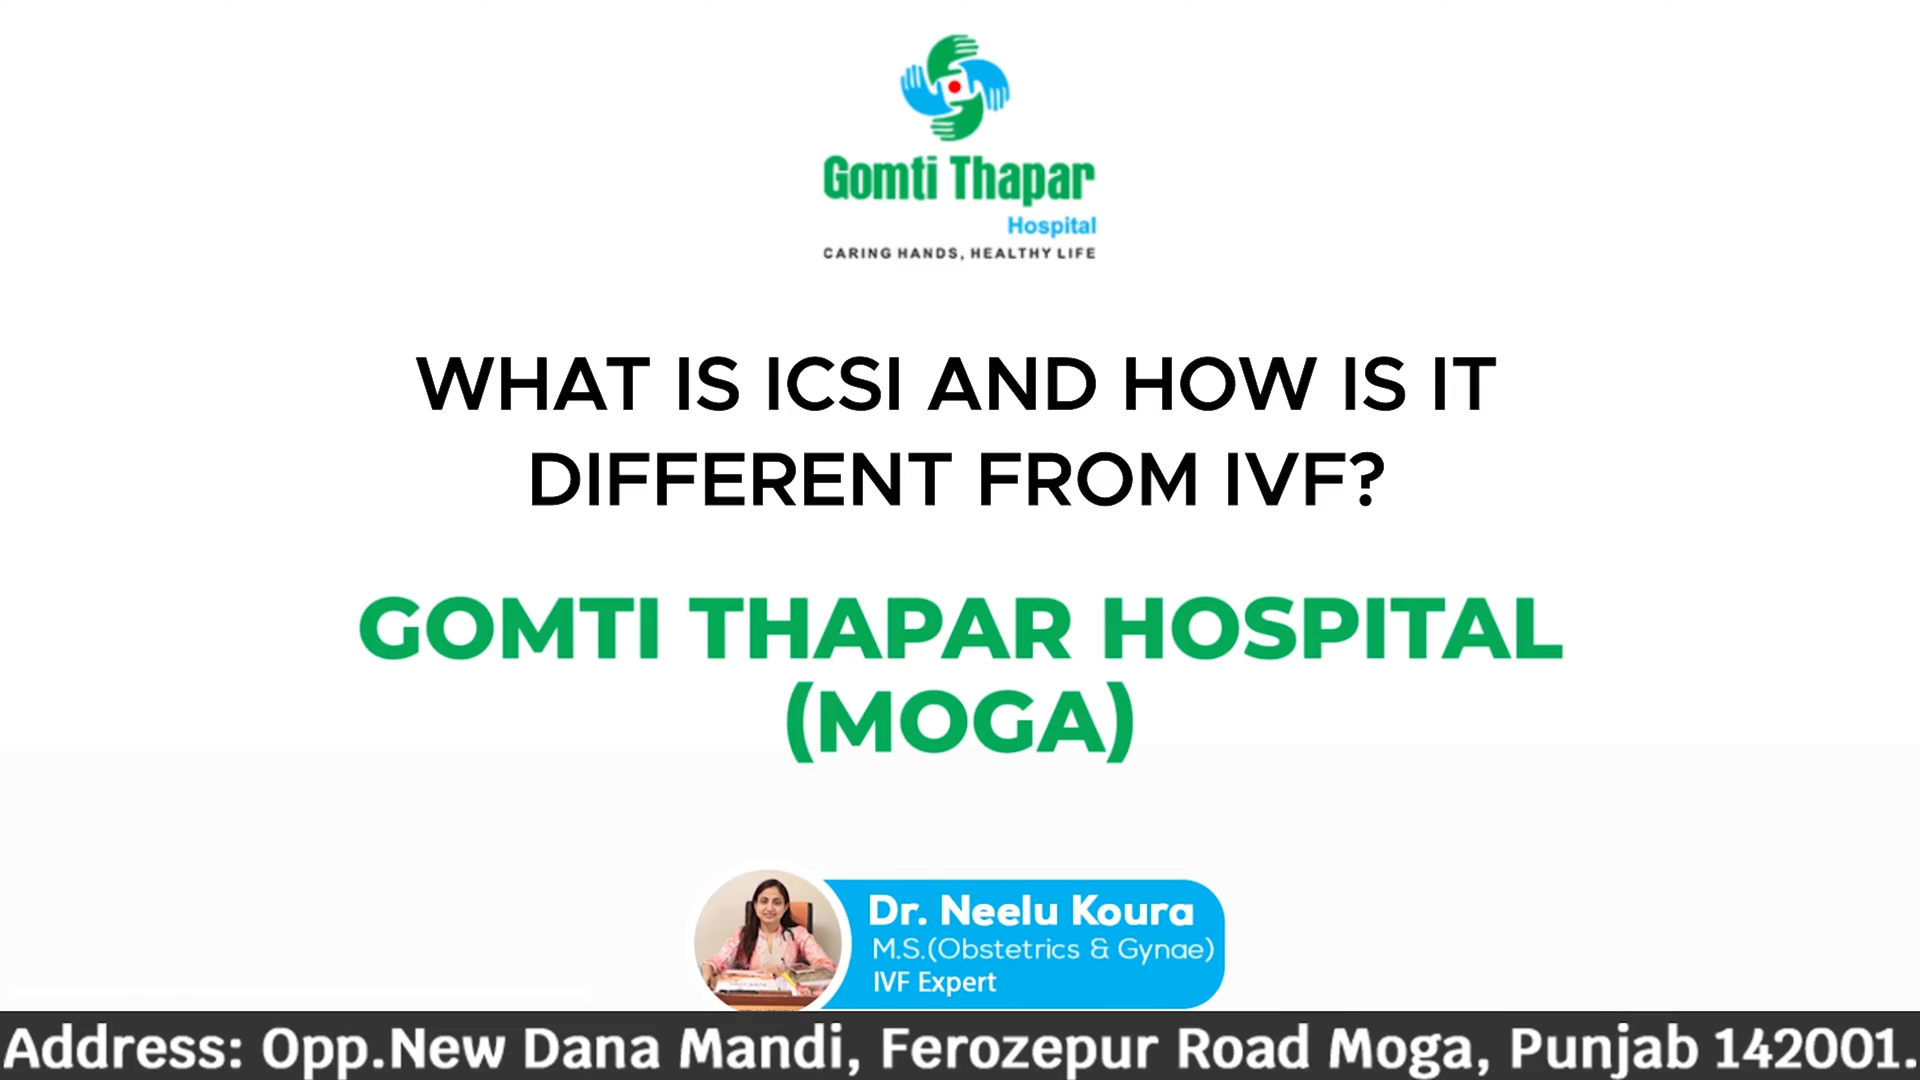 Gomti Thapar
Hospital
CARING HANDS, HEALTHY LIFE
WHAT IS ICSI AND HOW IS IT
DIFFERENT FROM IVF?
GOMTI THAPAR HOSPITAL
(MOGA)
Dr. Neelu Koura
M.S.(Obstetrics & Gynae)
IVF Expert
Address: Opp.New Dana Mandi, Ferozepur Road Moga, Punjab 142001.